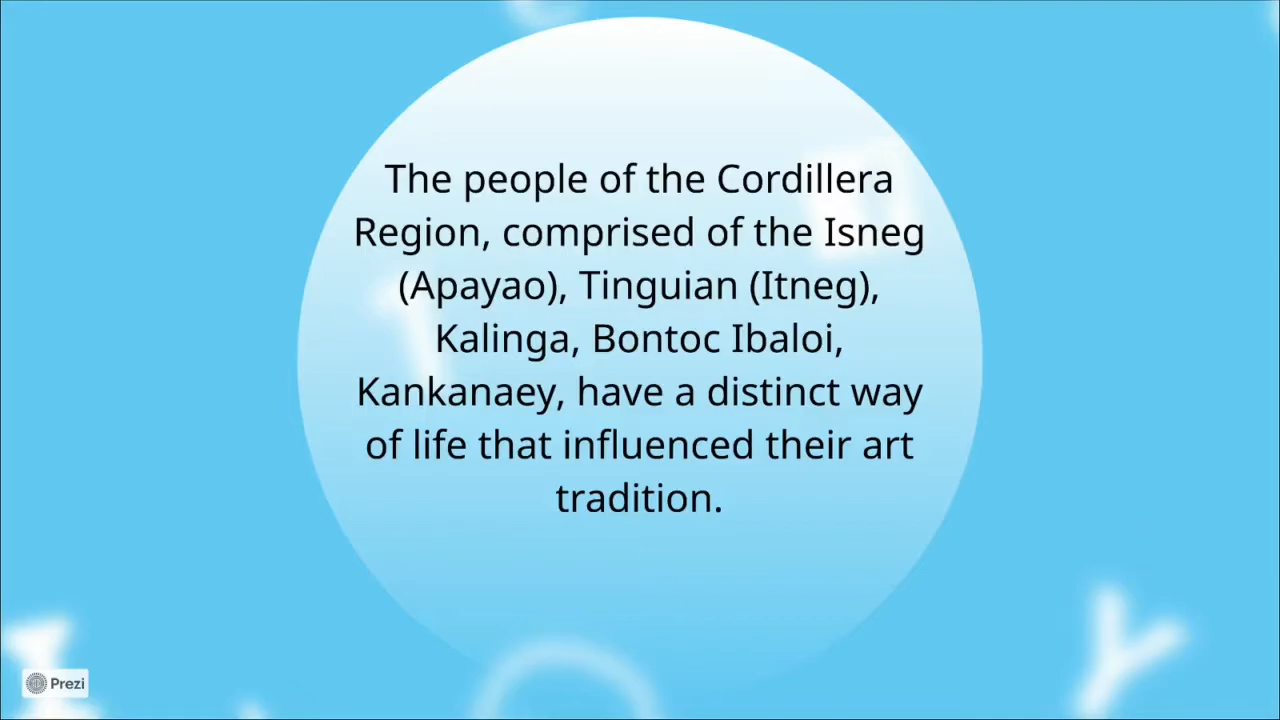 The people of the Cordillera
Region, comprised of the Isneg
(Apayao), Tinguian (Itneg),
Kalinga, Bontoc Ibaloi,
Kankanaey, have a distinct way
of life that influenced their art
tradition.
Prezi